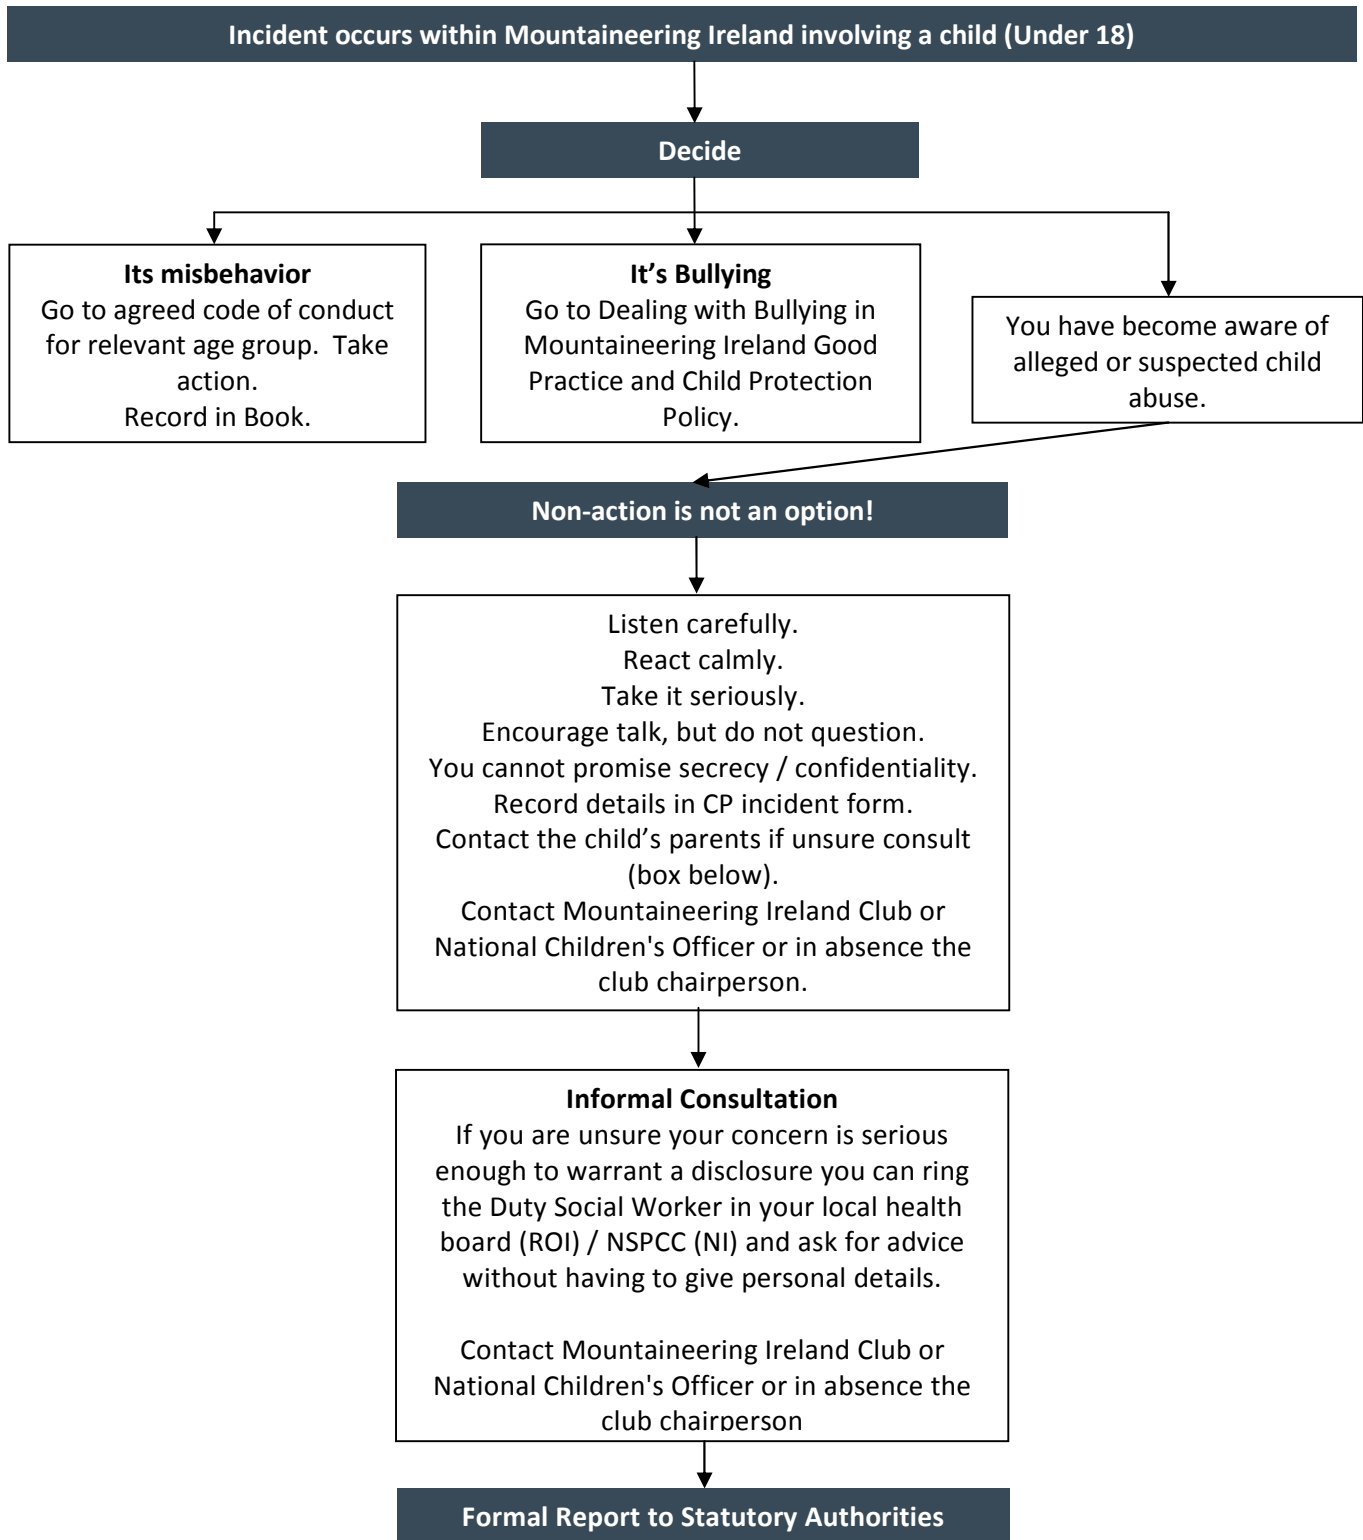 Incident occurs within Mountaineering Ireland involving a child (Under 18)
Decide
Its misbehavior
Go to agreed code of conduct
for relevant age group.  Take
action.
Record in Book.
It’s Bullying
Go to Dealing with Bullying in
Mountaineering Ireland Good
Practice and Child Protection
Policy.
You have become aware of
alleged or suspected child
abuse.
Non-action is not an option!
Listen carefully.
React calmly.
Take it seriously.
Encourage talk, but do not question.
You cannot promise secrecy / confidentiality.
Record details in CP incident form.
Contact the child’s parents if unsure consult
(box below).
Contact Mountaineering Ireland Club or
National Children's Officer or in absence the
club chairperson.
Informal Consultation
If you are unsure your concern is serious
enough to warrant a disclosure you can ring
the Duty Social Worker in your local health
board (ROI) / NSPCC (NI) and ask for advice
without having to give personal details.
Contact Mountaineering Ireland Club or
National Children's Officer or in absence the
club chairperson
Formal Report to Statutory Authorities